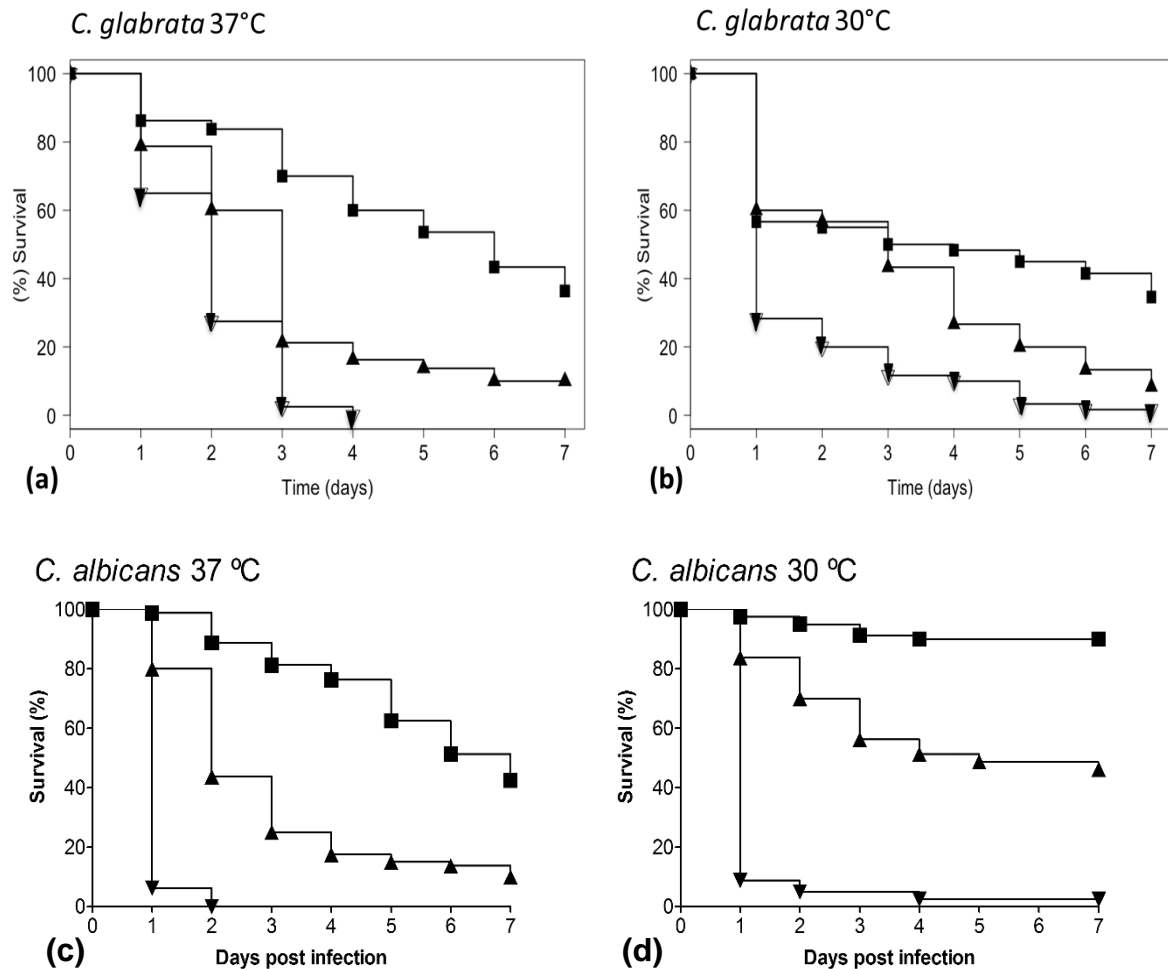 C. glabrata 37°C
100
80
60
40
20
0
(%) Survival
0 1 2 3 4 5 6 7
Time (days)
(a)
C. glabrata 30°C
100
80
60
40
20
0
(%) Survival
0 1 2 3 4 5 6 7
Time (days)
(b)
C. albicans 37 ºC
100
80
60
40
20
0
Survival (%)
0 1 2 3 4 5 6 7
Days post infection
(c)
C. albicans 30 ºC
100
80
60
40
20
0
Survival (%)
0 1 2 3 4 5 6 7
Days post infection
(d)